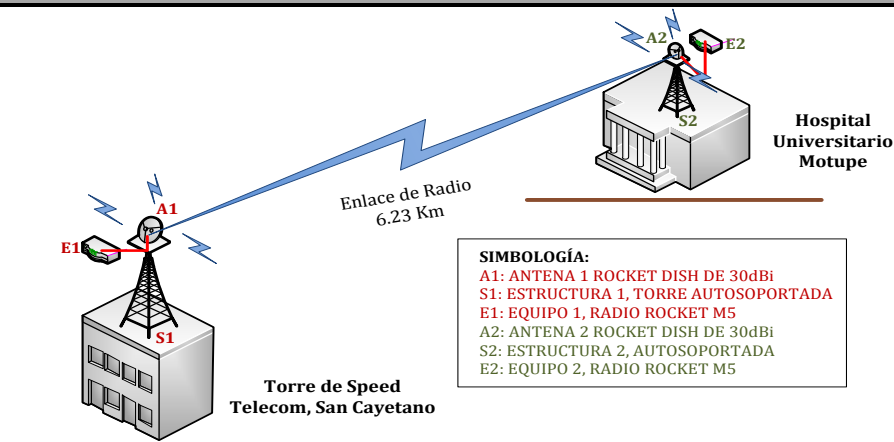 A2
E2
S2
Hospital
Universitario
Motupe
Enlace de Radio
6.23 Km
A1
E1
S1
Torre de Speed
Telecom, San Cayetano
SIMBOLOGÍA:
A1: ANTENA 1 ROCKET DISH DE 30dBi
S1: ESTRUCTURA 1, TORRE AUTOSOPORTADA
E1: EQUIPO 1, RADIO ROCKET M5
A2: ANTENA 2 ROCKET DISH DE 30dBi
S2: ESTRUCTURA 2, AUTOSOPORTADA
E2: EQUIPO 2, RADIO ROCKET M5